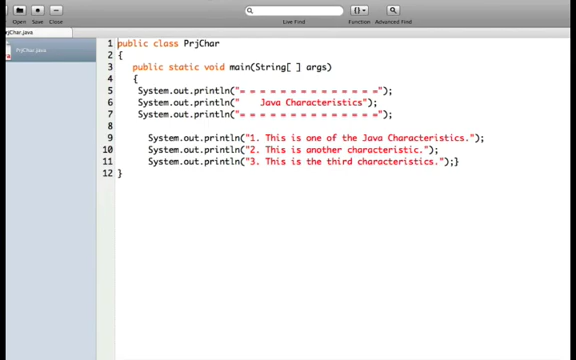 Open Save Close Live Find Function Advanced Find
jChar.java
PrjChar.java
1 public class PrjChar
2 {
3 public static void main(String[ ] args)
4 {
5 System.out.println("= = = = = = = = = = = = = =");
6 System.out.println("    Java Characteristics");
7 System.out.println("= = = = = = = = = = = = = =");
8
9 System.out.println("1. This is one of the Java Characteristics.");
10 System.out.println("2. This is another characteristic.");
11 System.out.println("3. This is the third characteristics.");}
12 }